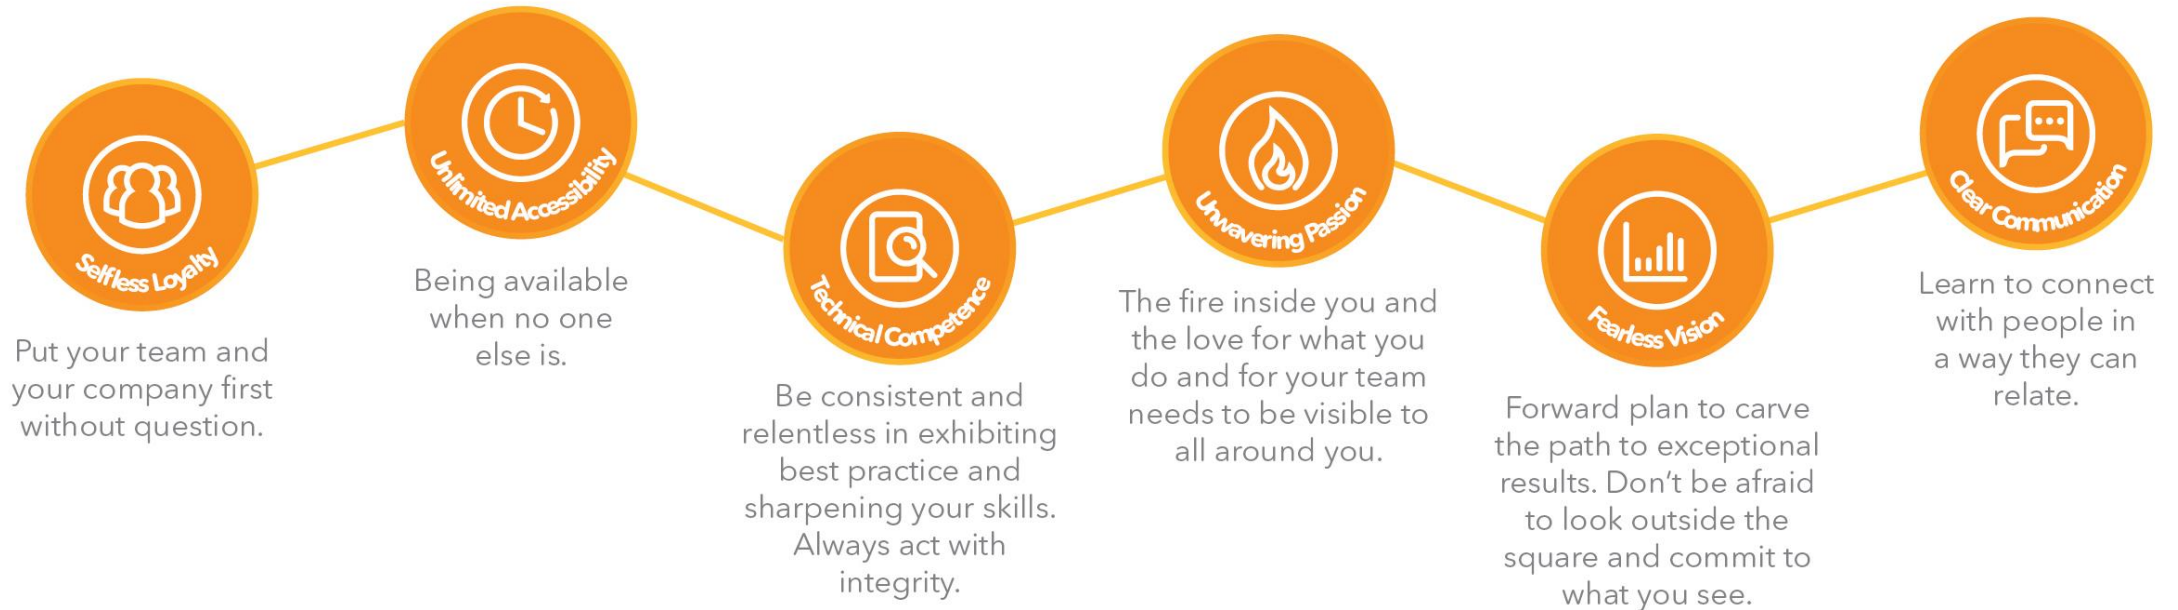 Selfless Loyalty
Put your team and
your company first
without question.
Unlimited Accessibility
Being available
when no one
else is.
Technical Competence
Be consistent and
relentless in exhibiting
best practice and
sharpening your skills.
Always act with
integrity.
Unwavering Passion
The fire inside you and
the love for what you
do and for your team
needs to be visible to
all around you.
Fearless Vision
Forward plan to carve
the path to exceptional
results. Don't be afraid
to look outside the
square and commit to
what you see.
Clear Communication
Learn to connect
with people in
a way they can
relate.